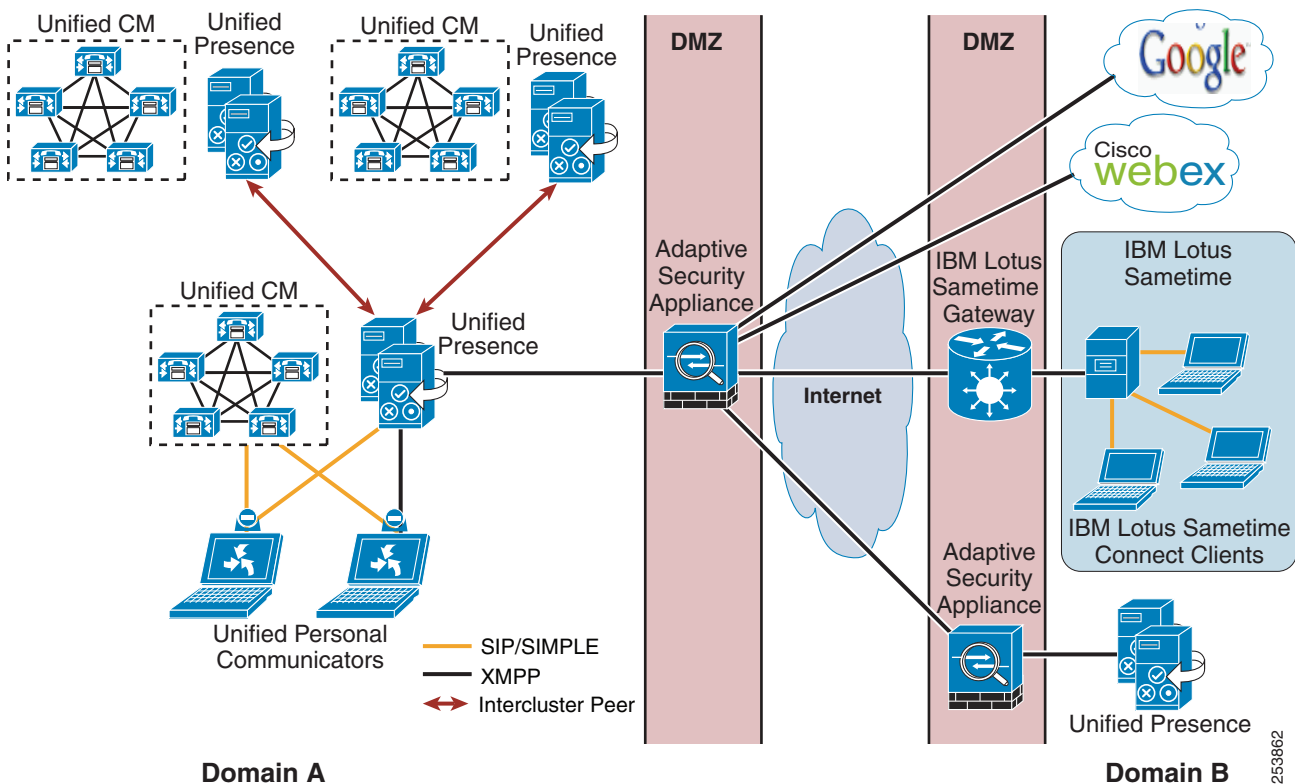 Unified CM
Unified
Presence
Unified CM
Unified
Presence
DMZ
DMZ
Google
Cisco
webex
Adaptive
Security
Appliance
IBM Lotus
Sametime
Gateway
IBM Lotus
Sametime
Unified CM
Unified
Presence
Internet
IBM Lotus Sametime
Connect Clients
Adaptive
Security
Appliance
Unified Personal
Communicators
SIP/SIMPLE
XMPP
Intercluster Peer
Unified Presence
Domain A
Domain B
253862